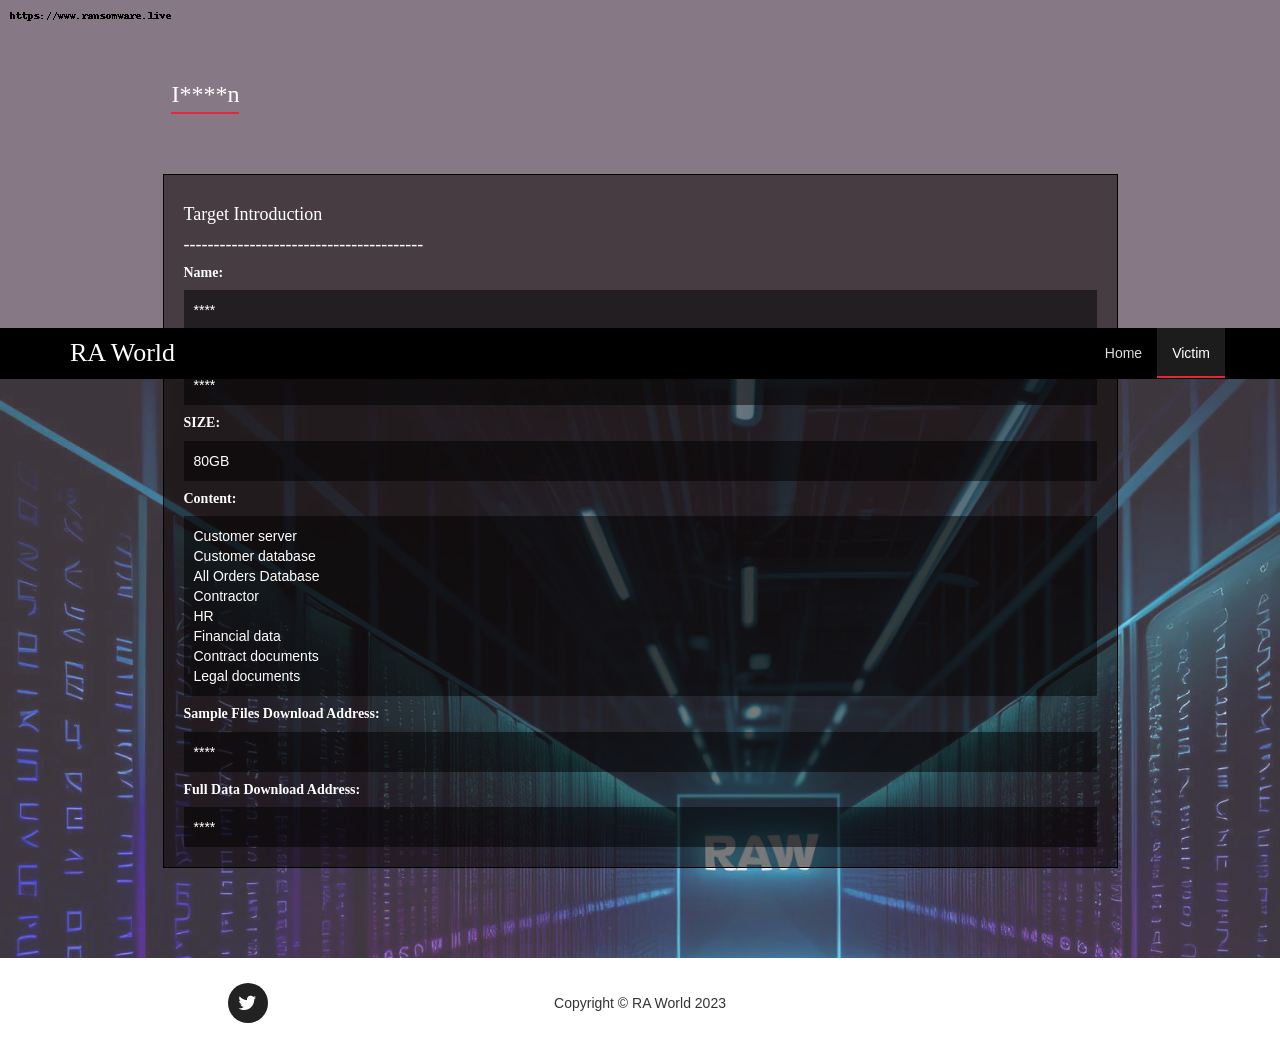 https://www.ransomware.live
I****n
Target Introduction
----------------------------------------
Name:
****
RA World
Home
Victim
****
SIZE:
80GB
Content:
Customer server
Customer database
All Orders Database
Contractor
HR
Financial data
Contract documents
Legal documents
Sample Files Download Address:
****
Full Data Download Address:
****
RAW
Copyright © RA World 2023